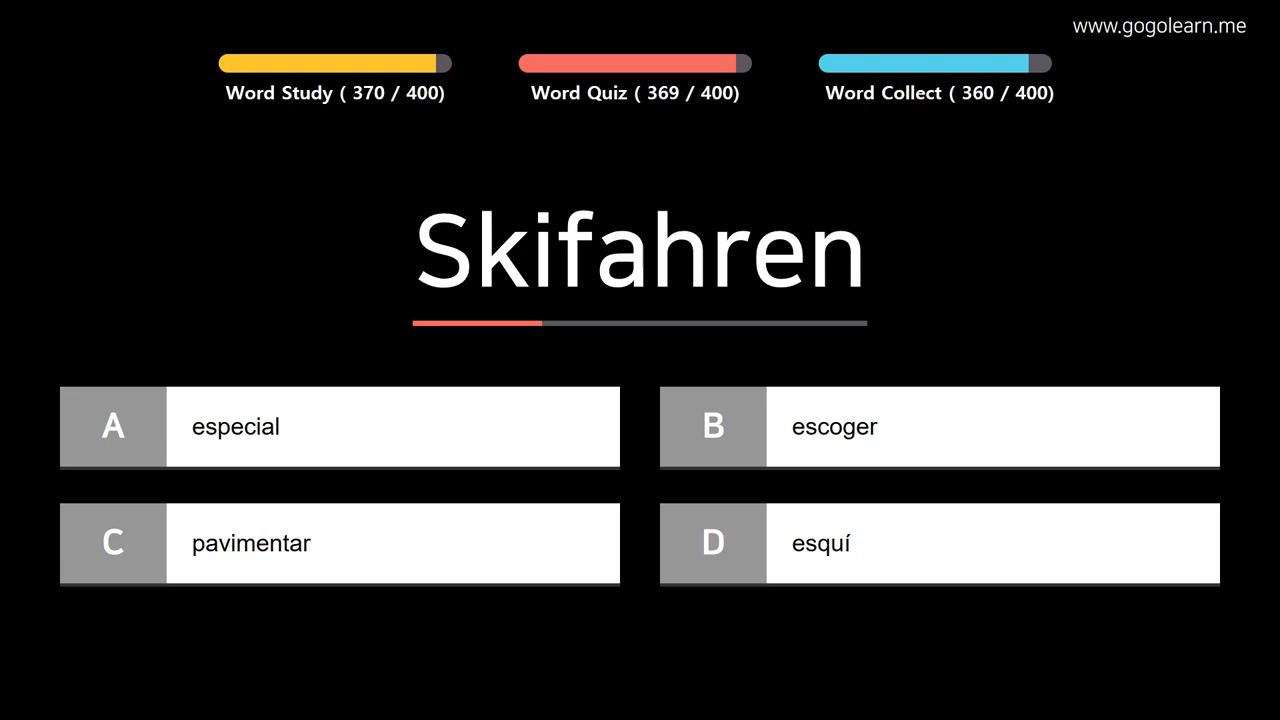 www.gogolearn.me
Word Study ( 370 / 400)
Word Quiz ( 369 / 400)
Word Collect ( 360 / 400)
Skifahren
A especial
B escoger
C pavimentar
D esquí